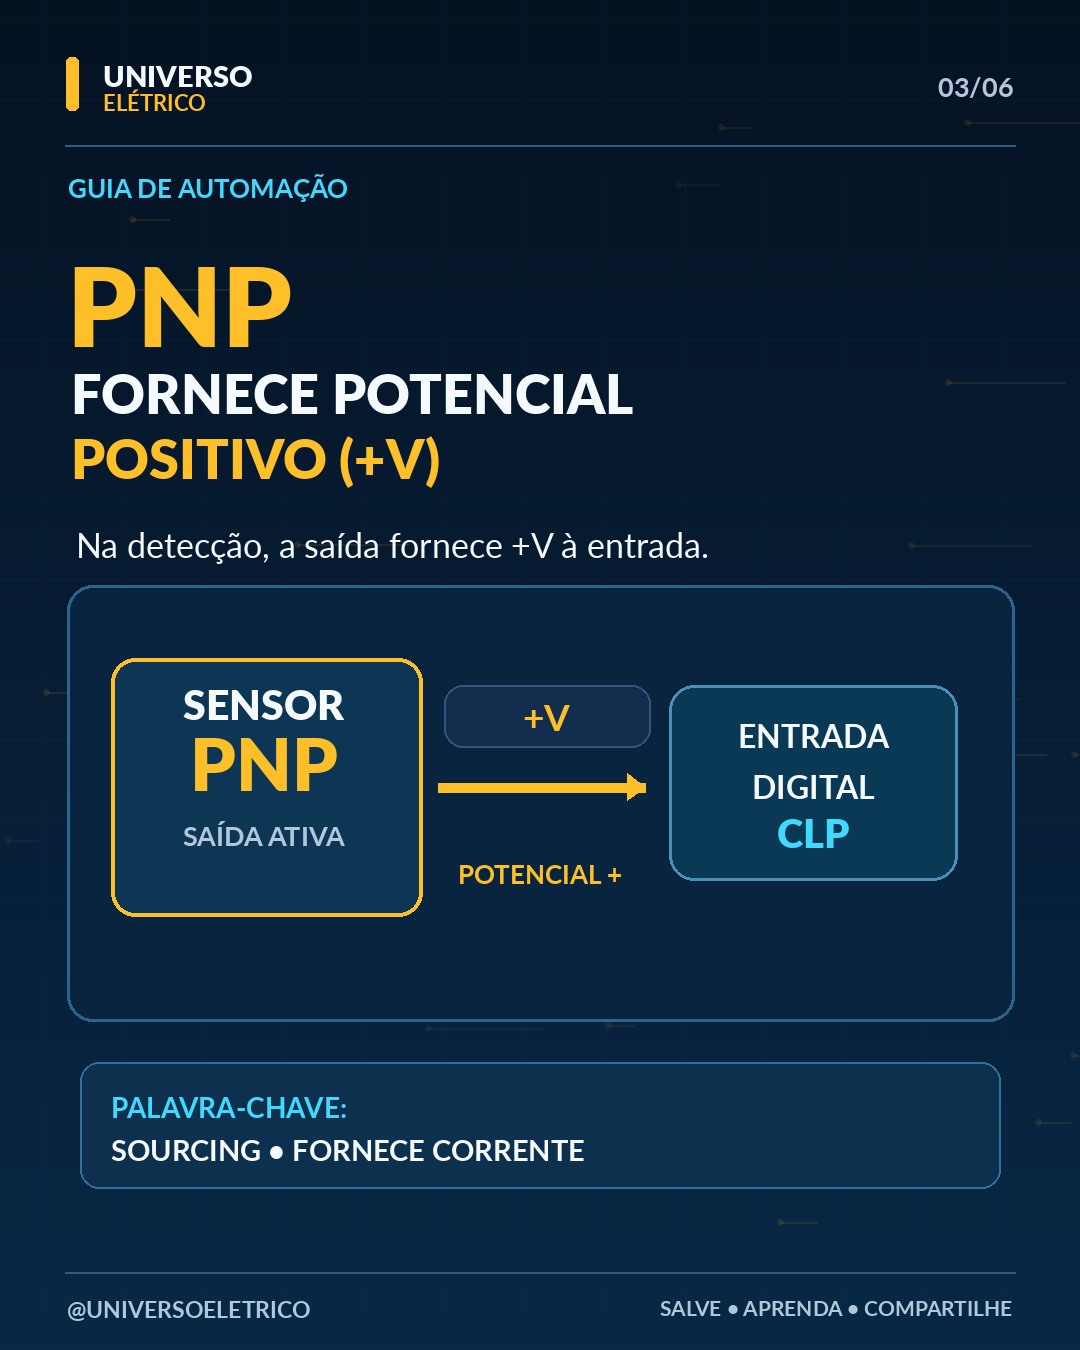 UNIVERSO
ELÉTRICO
03/06
GUIA DE AUTOMAÇÃO
PNP
FORNECE POTENCIAL
POSITIVO (+V)
Na detecção, a saída fornece +V à entrada.
SENSOR
PNP
SAÍDA ATIVA
+V
POTENCIAL +
ENTRADA
DIGITAL
CLP
PALAVRA-CHAVE:
SOURCING • FORNECE CORRENTE
@UNIVERSOELETRICO
SALVE • APRENDA • COMPARTILHE